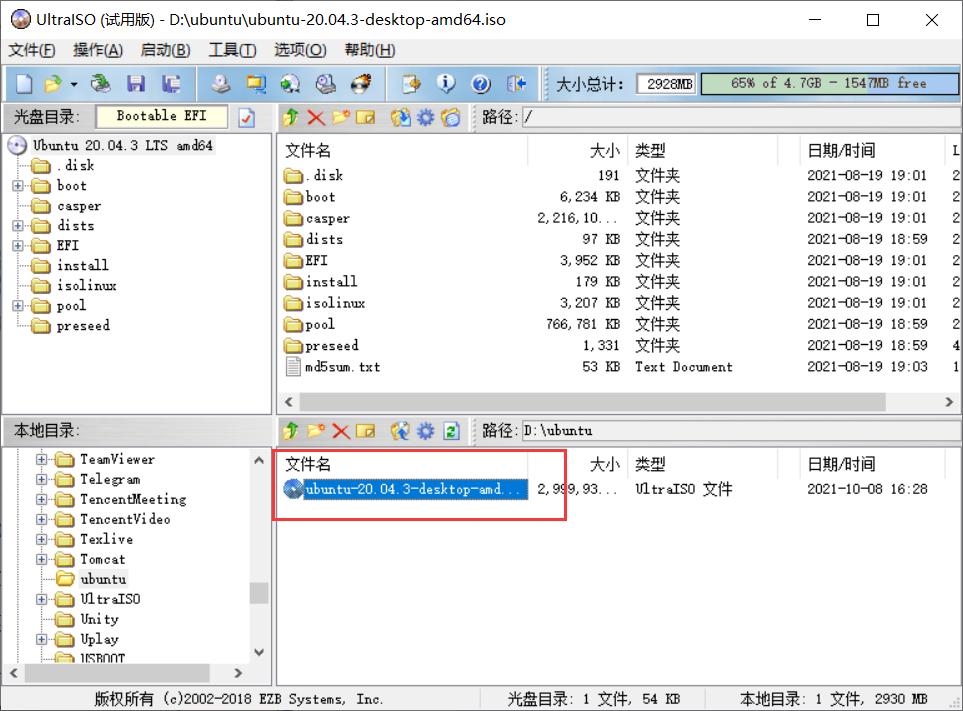 UltraISO (试用版) - D:\ubuntu\ubuntu-20.04.3-desktop-amd64.iso
文件(F) 操作(A) 启动(B) 工具(T) 选项(O) 帮助(H)
大小总计: 2928MB 65% of 4.7GB - 1547MB free
光盘目录: Bootable EFI 路径: /
Ubuntu 20.04.3 LTS amd64
.disk
boot
casper
dists
EFI
install
isolinux
pool
preseed
文件名 大小 类型 日期/时间 L
.disk 191 文件夹 2021-08-19 19:01 2
boot 6,234 KB 文件夹 2021-08-19 19:01 2
casper 2,216,10... 文件夹 2021-08-19 19:01 2
dists 97 KB 文件夹 2021-08-19 18:59 2
EFI 3,952 KB 文件夹 2021-08-19 19:01 2
install 179 KB 文件夹 2021-08-19 19:01 2
isolinux 3,207 KB 文件夹 2021-08-19 19:01 2
pool 766,781 KB 文件夹 2021-08-19 18:59 2
preseed 1,331 文件夹 2021-08-19 18:59 4
md5sum.txt 53 KB Text Document 2021-08-19 19:03 1
本地目录: 路径: D:\ubuntu
TeamViewer
Telegram
TencentMeeting
TencentVideo
Texlive
Tomcat
ubuntu
UltraISO
Unity
Uplay
USBOOT
文件名 大小 类型 日期/时间
ubuntu-20.04.3-desktop-amd... 2,999,93... UltraISO 文件 2021-10-08 16:28
版权所有 (c)2002-2018 EZB Systems, Inc. 光盘目录: 1 文件, 54 KB 本地目录: 1 文件, 2930 MB